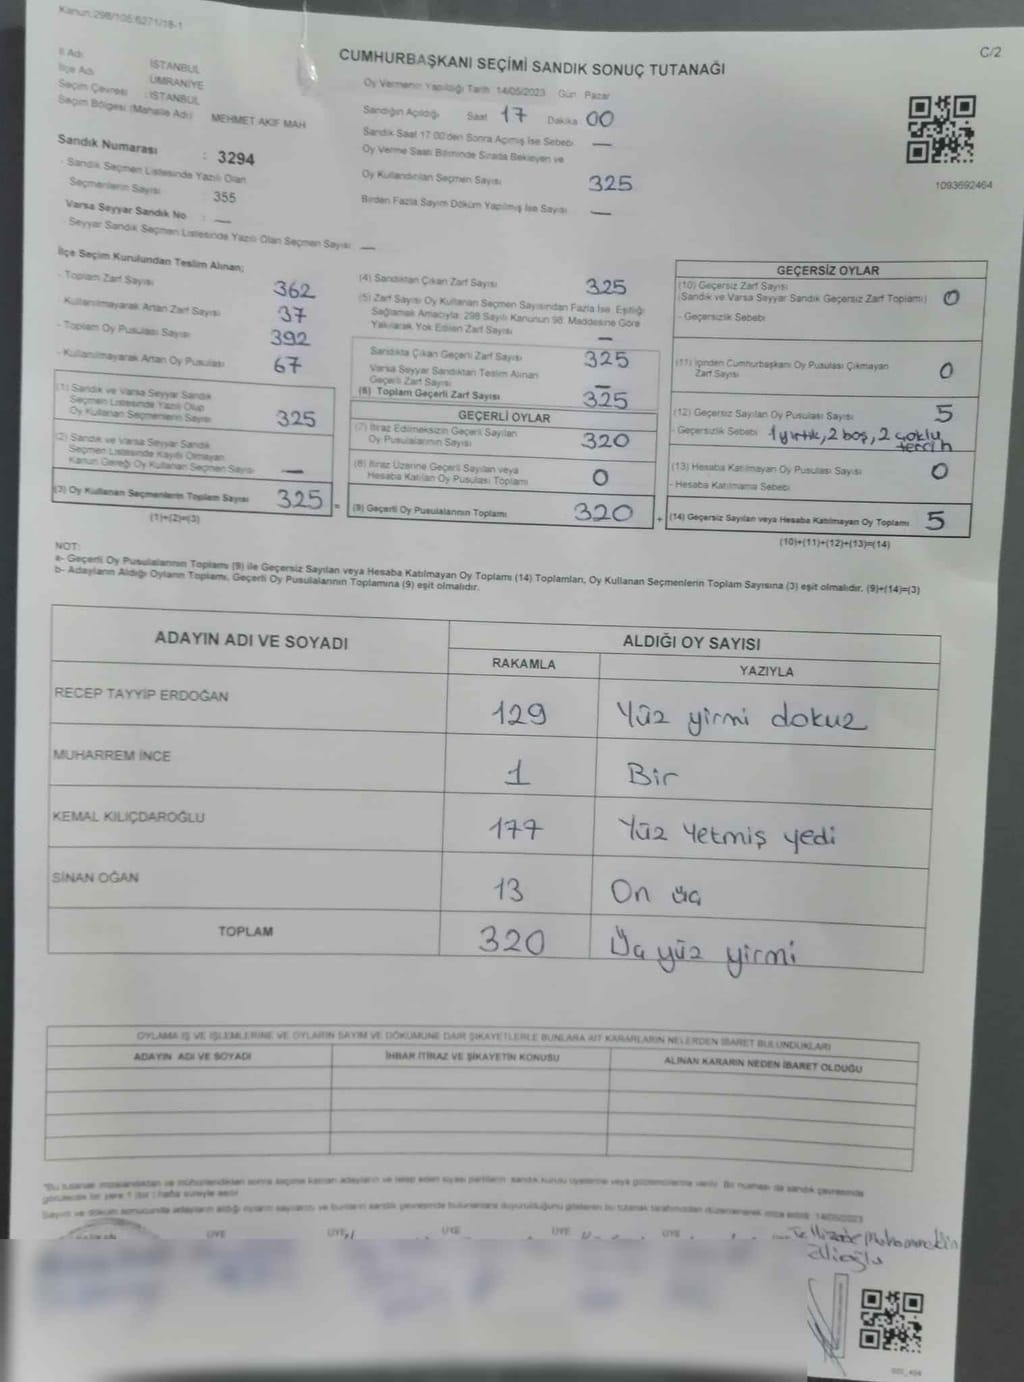 Kanun:298/105;6271/18-1
C/2
CUMHURBAŞKANI SEÇİMİ SANDIK SONUÇ TUTANAĞI
İl Adı : İSTANBUL
İlçe Adı : ÜMRANİYE
Seçim Çevresi : İSTANBUL
Seçim Bölgesi (Mahalle Adı) MEHMET AKİF MAH
Sandık Numarası : 3294
- Sandık Seçmen Listesinde Yazılı Olan
Seçmenlerin Sayısı : 355
Varsa Seyyar Sandık No : —
- Seyyar Sandık Seçmen Listesinde Yazılı Olan Seçmen Sayısı : —
Oy Vermenin Yapıldığı Tarih 14/05/2023 Gün Pazar
Sandığın Açıldığı Saat 17 Dakika 00
Sandık Saat 17:00'den Sonra Açılmış İse Sebebi —
Oy Verme Saati Bitiminde Sırada Bekleyen ve
Oy Kullandırılan Seçmen Sayısı 325
Birden Fazla Sayım Döküm Yapılmış İse Sayısı —
1093692464
İlçe Seçim Kurulundan Teslim Alınan;
- Toplam Zarf Sayısı 362
- Kullanılmayarak Artan Zarf Sayısı 37
- Toplam Oy Pusulası Sayısı 392
- Kullanılmayarak Artan Oy Pusulası 67
(1) Sandık ve Varsa Seyyar Sandık
Seçmen Listesinde Yazılı Olup
Oy Kullanan Seçmenlerin Sayısı 325
(2) Sandık ve Varsa Seyyar Sandık
Seçmen Listesinde Kayıtlı Olmayan
Kanun Gereği Oy Kullanan Seçmen Sayısı —
(3) Oy Kullanan Seçmenlerin Toplam Sayısı 325
(1)+(2)=(3)
(4) Sandıktan Çıkan Zarf Sayısı 325
(5) Zarf Sayısı Oy Kullanan Seçmen Sayısından Fazla İse, Eşitliği
Sağlamak Amacıyla; 298 Sayılı Kanunun 98. Maddesine Göre
Yakılarak Yok Edilen Zarf Sayısı —
Sandıkta Çıkan Geçerli Zarf Sayısı 325
Varsa Seyyar Sandıktan Teslim Alınan
Geçerli Zarf Sayısı —
(6) Toplam Geçerli Zarf Sayısı 325
GEÇERLİ OYLAR
(7) İtiraz Edilmeksizin Geçerli Sayılan
Oy Pusulalarının Sayısı 320
(8) İtiraz Üzerine Geçerli Sayılan veya
Hesaba Katılan Oy Pusulası Toplamı 0
= (9) Geçerli Oy Pusulalarının Toplamı 320
GEÇERSİZ OYLAR
(10) Geçersiz Zarf Sayısı
(Sandık ve Varsa Seyyar Sandık Geçersiz Zarf Toplamı) 0
- Geçersizlik Sebebi
(11) İçinden Cumhurbaşkanı Oy Pusulası Çıkmayan
Zarf Sayısı 0
(12) Geçersiz Sayılan Oy Pusulası Sayısı 5
- Geçersizlik Sebebi 1 yırtık, 2 boş, 2 çoklu
tercih
(13) Hesaba Katılmayan Oy Pusulası Sayısı 0
- Hesaba Katılmama Sebebi
+ (14) Geçersiz Sayılan veya Hesaba Katılmayan Oy Toplamı 5
(10)+(11)+(12)+(13)=(14)
NOT:
a- Geçerli Oy Pusulalarının Toplamı (9) ile Geçersiz Sayılan veya Hesaba Katılmayan Oy Toplamı (14) Toplamları, Oy Kullanan Seçmenlerin Toplam Sayısına (3) eşit olmalıdır. (9)+(14)=(3)
b- Adayların Aldığı Oyların Toplamı, Geçerli Oy Pusulalarının Toplamına (9) eşit olmalıdır.
ADAYIN ADI VE SOYADI ALDIĞI OY SAYISI
RAKAMLA YAZIYLA
RECEP TAYYİP ERDOĞAN 129 Yüz yirmi dokuz
MUHARREM İNCE 1 Bir
KEMAL KILIÇDAROĞLU 177 Yüz Yetmiş yedi
SİNAN OĞAN 13 On üç
TOPLAM 320 Üç yüz yirmi
OYLAMA İŞ VE İŞLEMLERİNE VE OYLARIN SAYIM VE DÖKÜMÜNE DAİR ŞİKAYETLERLE BUNLARA AİT KARARLARIN NELERDEN İBARET BULUNDUKLARI
ADAYIN ADI VE SOYADI İHBAR İTİRAZ VE ŞİKAYETİN KONUSU ALINAN KARARIN NEDEN İBARET OLDUĞU
ÜYE ÜYE ÜYE ÜYE ÜYE